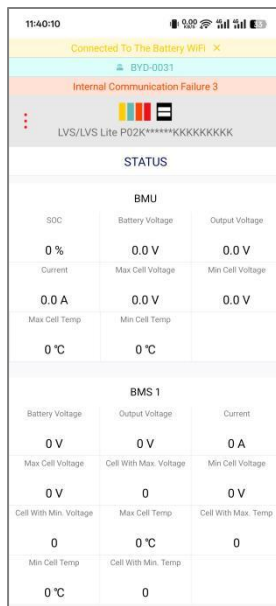 11:40:10
0.00
KB/s
Connected To The Battery WiFi ×
BYD-0031
Internal Communication Failure 3
LVS/LVS Lite P02K******KKKKKKKKK
STATUS
BMU
SOC Battery Voltage Output Voltage
0 % 0.0 V 0.0 V
Current Max Cell Voltage Min Cell Voltage
0.0 A 0.0 V 0.0 V
Max Cell Temp Min Cell Temp
0 °C 0 °C
BMS 1
Battery Voltage Output Voltage Current
0 V 0 V 0 A
Max Cell Voltage Cell With Max. Voltage Min Cell Voltage
0 V 0 0 V
Cell With Min. Voltage Max Cell Temp Cell With Max. Temp
0 0 °C 0
Min Cell Temp Cell With Min. Temp
0 °C 0